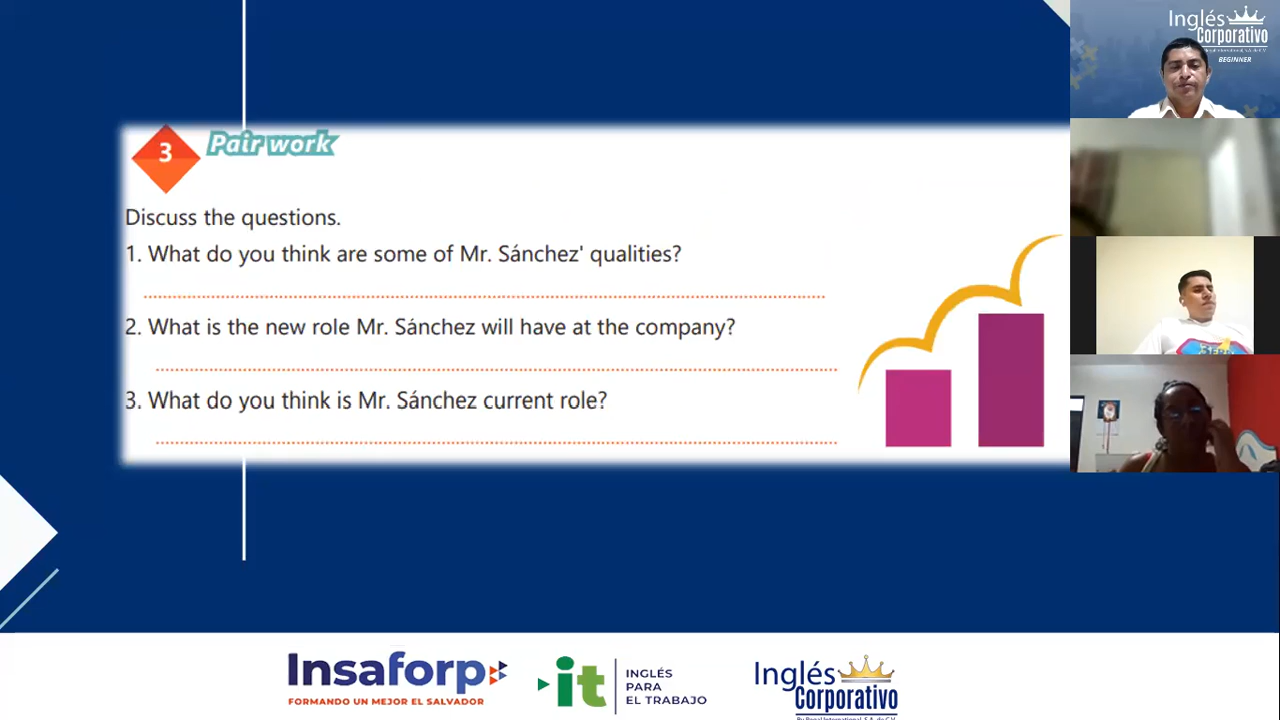 3
Pair work
Discuss the questions.
1. What do you think are some of Mr. Sánchez' qualities?
2. What is the new role Mr. Sánchez will have at the company?
3. What do you think is Mr. Sánchez current role?
Inglés
Corporativo
BEGINNER
Insaforp
FORMANDO UN MEJOR EL SALVADOR
it
INGLÉS
PARA
EL TRABAJO
Inglés
Corporativo